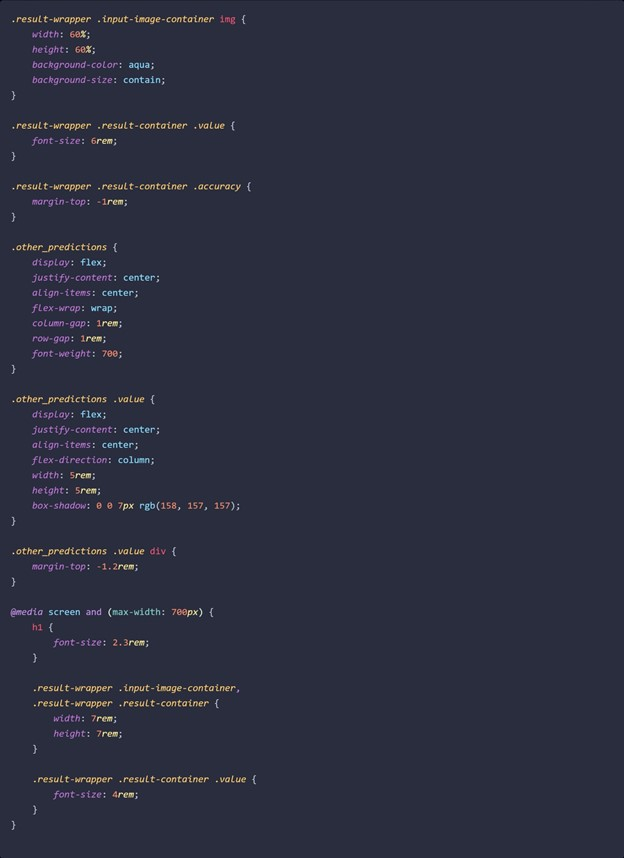 .result-wrapper .input-image-container img {
    width: 60%;
    height: 60%;
    background-color: aqua;
    background-size: contain;
}

.result-wrapper .result-container .value {
    font-size: 6rem;
}

.result-wrapper .result-container .accuracy {
    margin-top: -1rem;
}

.other_predictions {
    display: flex;
    justify-content: center;
    align-items: center;
    flex-wrap: wrap;
    column-gap: 1rem;
    row-gap: 1rem;
    font-weight: 700;
}

.other_predictions .value {
    display: flex;
    justify-content: center;
    align-items: center;
    flex-direction: column;
    width: 5rem;
    height: 5rem;
    box-shadow: 0 0 7px rgb(158, 157, 157);
}

.other_predictions .value div {
    margin-top: -1.2rem;
}

@media screen and (max-width: 700px) {
    h1 {
        font-size: 2.3rem;
    }

    .result-wrapper .input-image-container,
    .result-wrapper .result-container {
        width: 7rem;
        height: 7rem;
    }

    .result-wrapper .result-container .value {
        font-size: 4rem;
    }
}